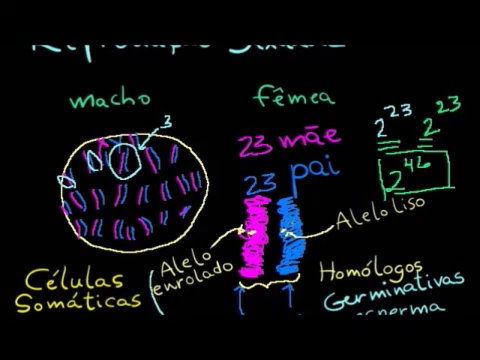 macho
fêmea
3
2^23 2^23
23 mãe
2^46
23 pai
Alelo liso
Alelo
enrolado
Células
Somáticas
Homólogos
Germinativas